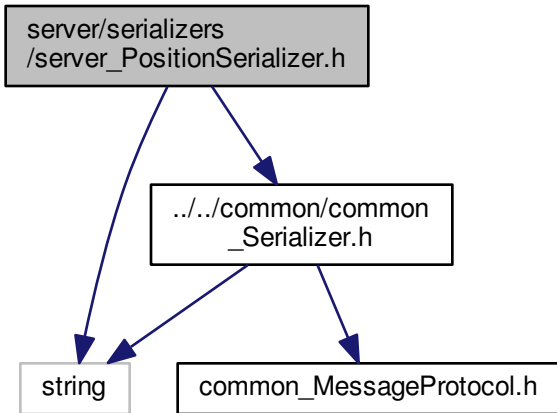 server/serializers
/server_PositionSerializer.h
../../common/common
_Serializer.h
string
common_MessageProtocol.h